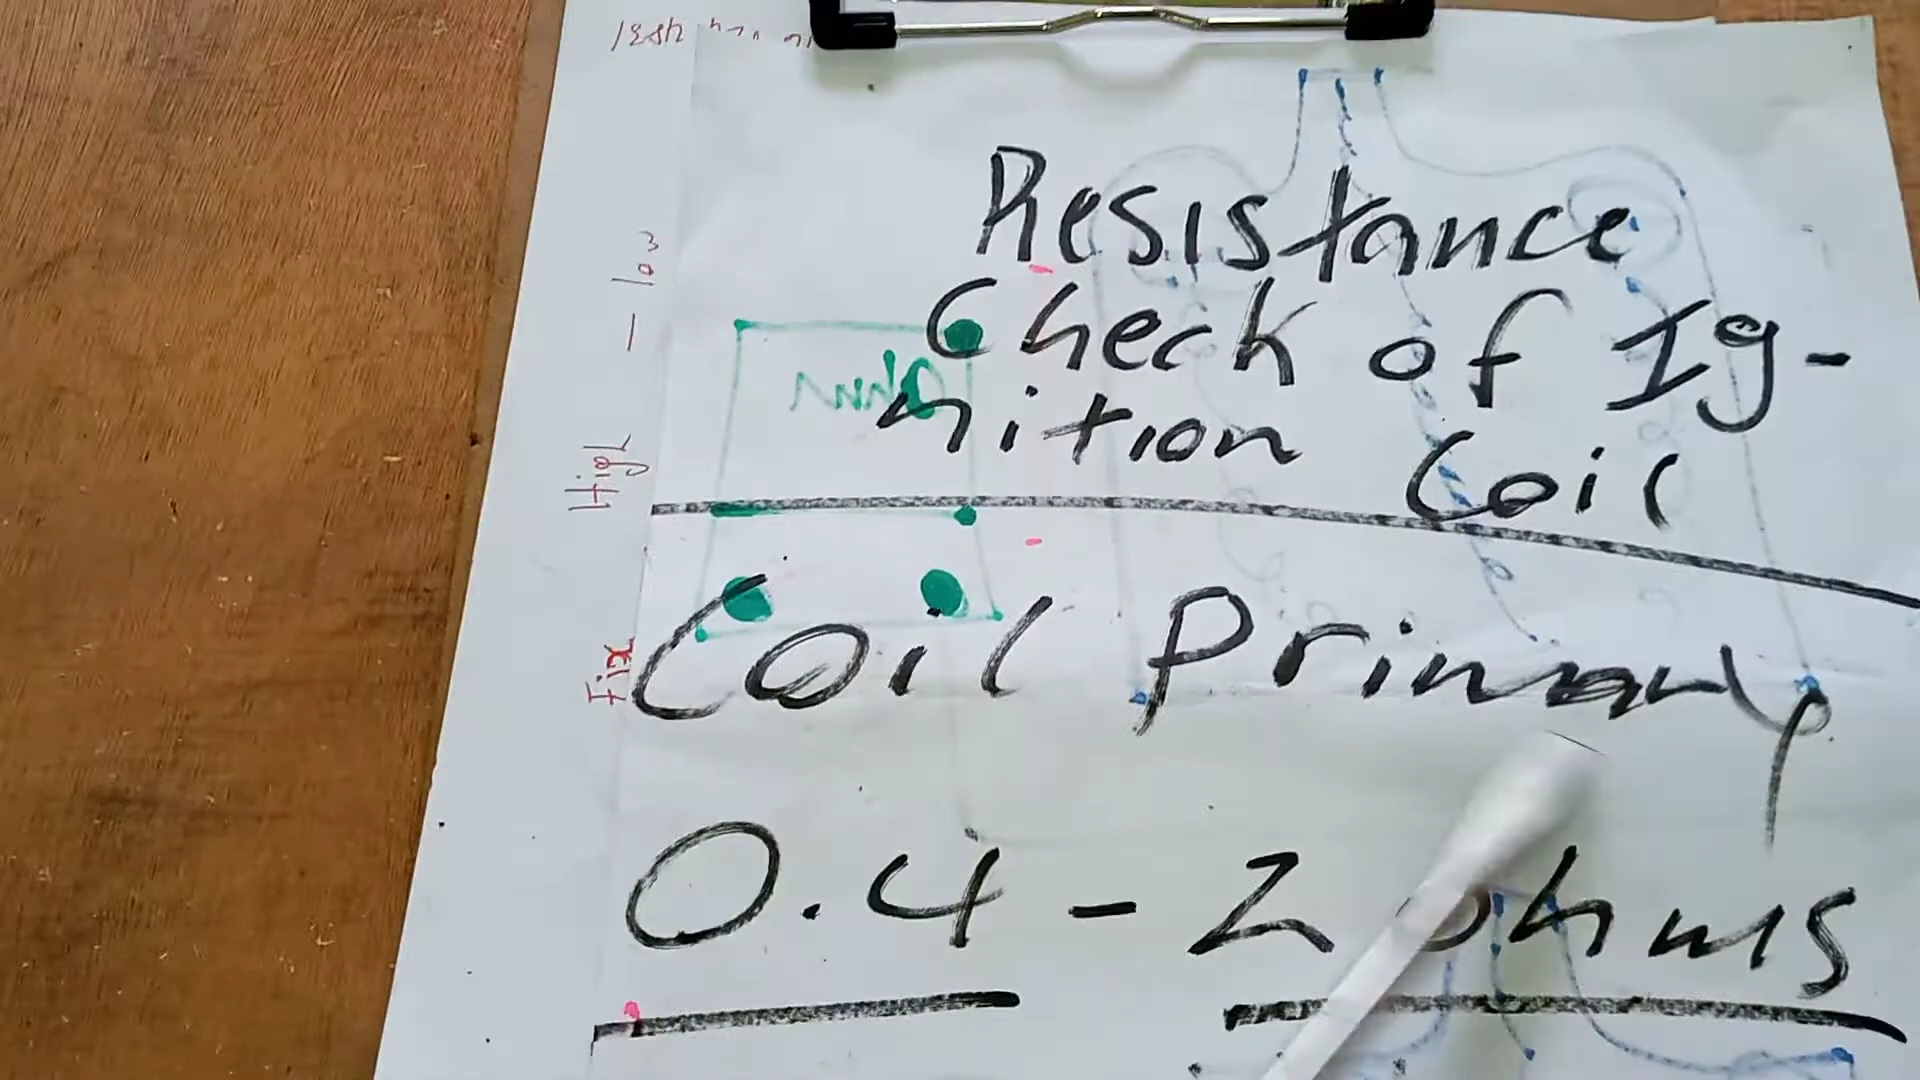 Resistance
Check of Ig-
nition Coil
Coil Primary
0.4 - 2 ohms
High - low
Fix